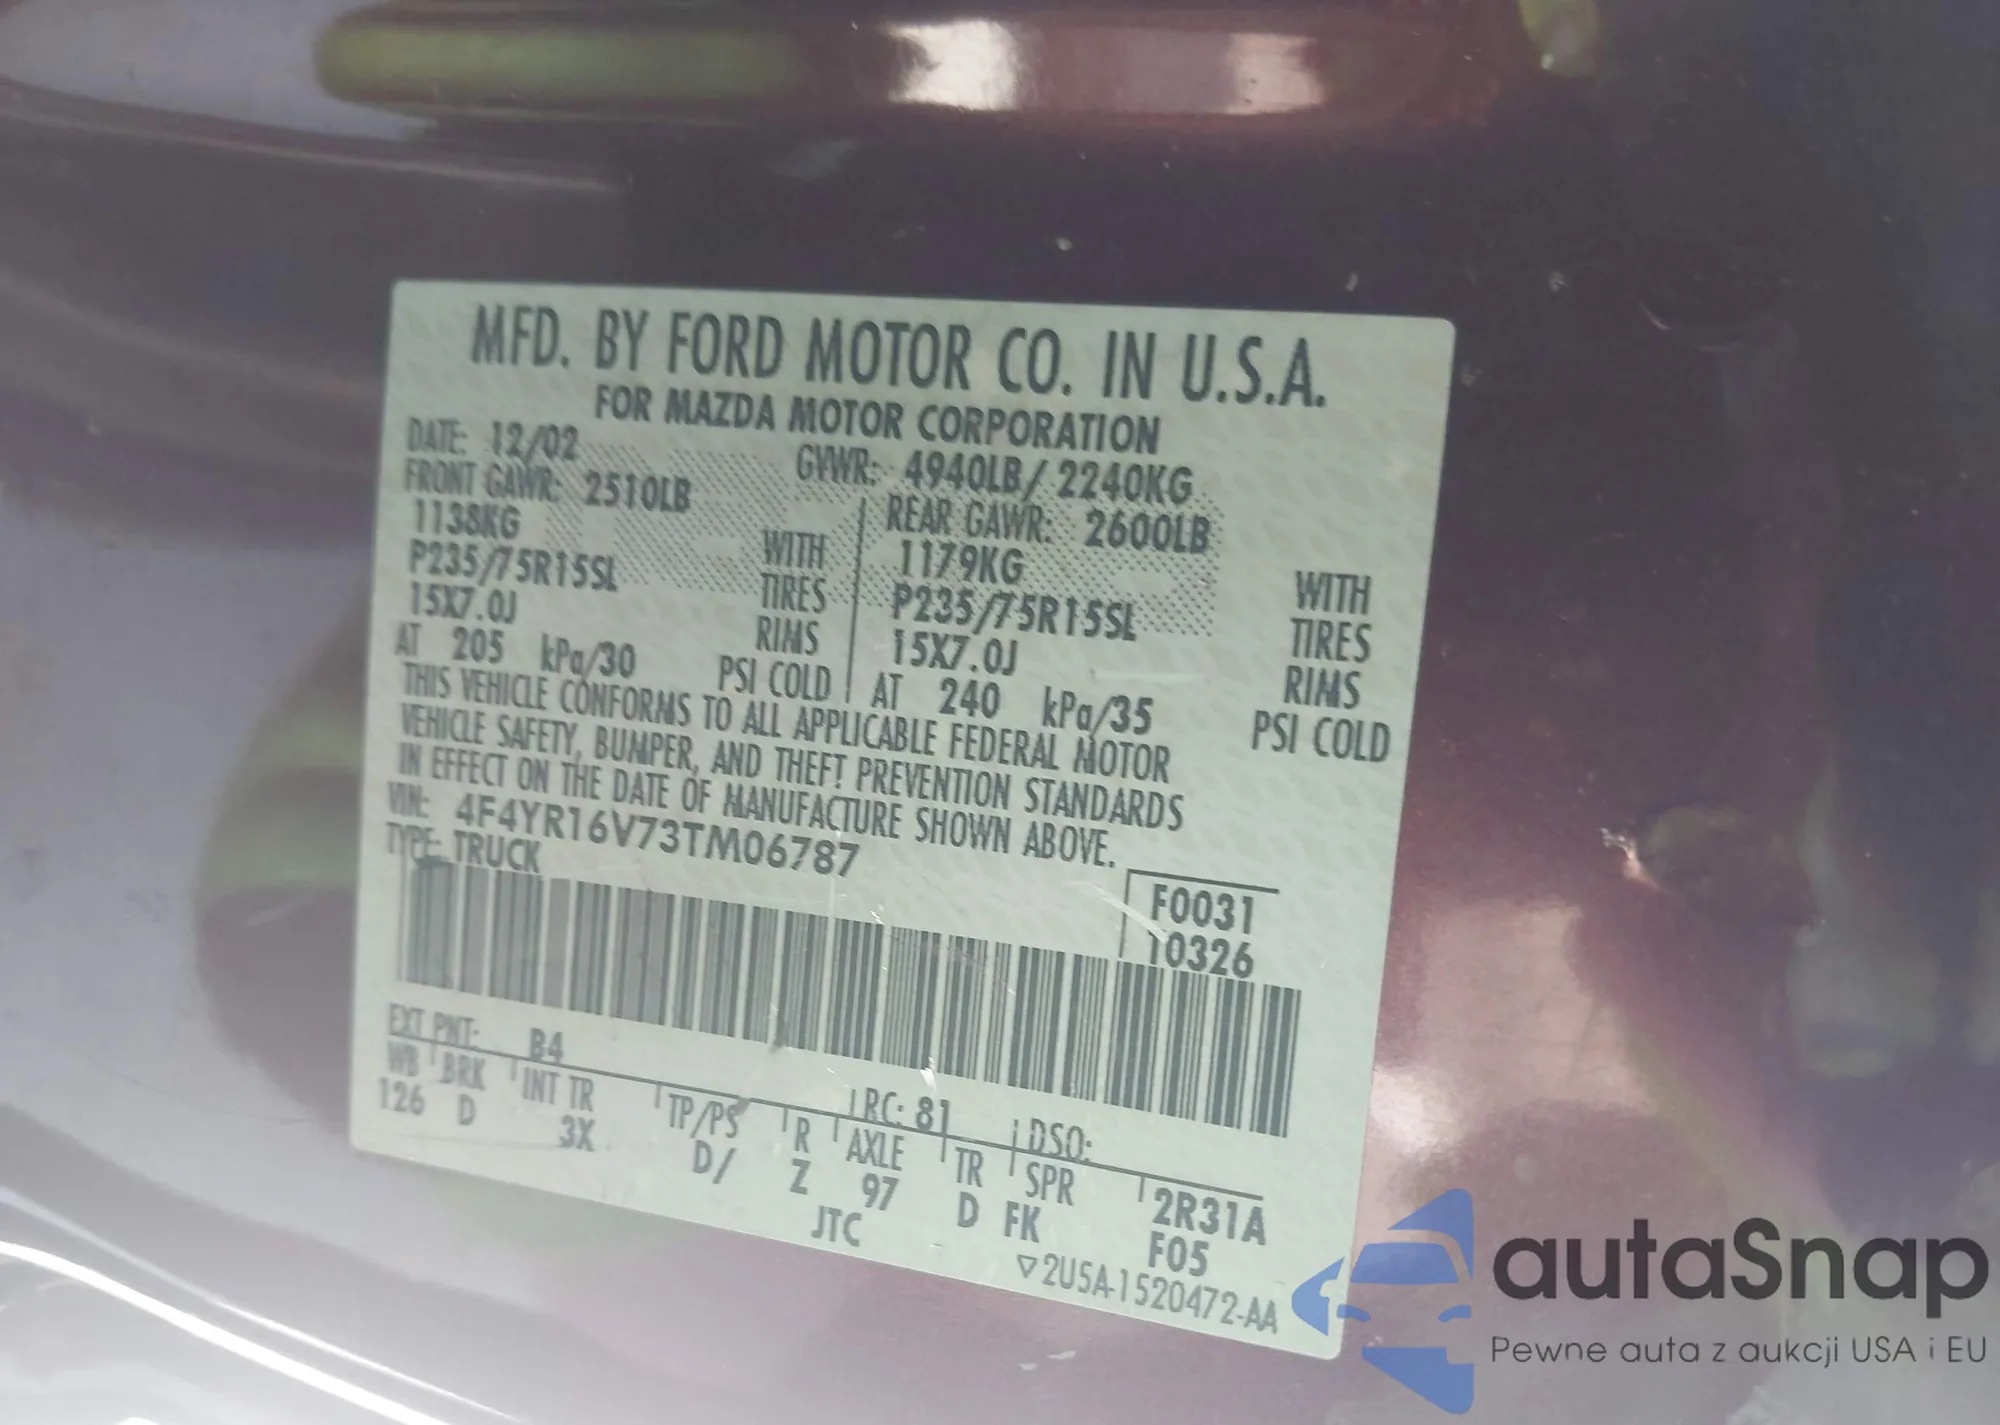 MFD. BY FORD MOTOR CO. IN U.S.A.
FOR MAZDA MOTOR CORPORATION
DATE: 12/02 GVWR: 4940LB/ 2240KG
FRONT GAWR: 2510LB REAR GAWR: 2600LB
1138KG WITH 1179KG WITH
P235/75R15SL TIRES P235/75R15SL TIRES
15X7.0J RIMS 15X7.0J RIMS
AT 205 kPa/30 PSI COLD AT 240 kPa/35 PSI COLD
THIS VEHICLE CONFORMS TO ALL APPLICABLE FEDERAL MOTOR
VEHICLE SAFETY, BUMPER, AND THEFT PREVENTION STANDARDS
IN EFFECT ON THE DATE OF MANUFACTURE SHOWN ABOVE.
VIN: 4F4YR16V73TM06787
TYPE: TRUCK
F0031
10326
EXT PNT: B4 RC: 81 DSO:
WB BRK INT TR TP/PS R AXLE TR SPR 2R31A
126 D 3X D/ Z 97 D FK F05
JTC
▽2U5A-1520472-AA
autaSnap
Pewne auta z aukcji USA i EU